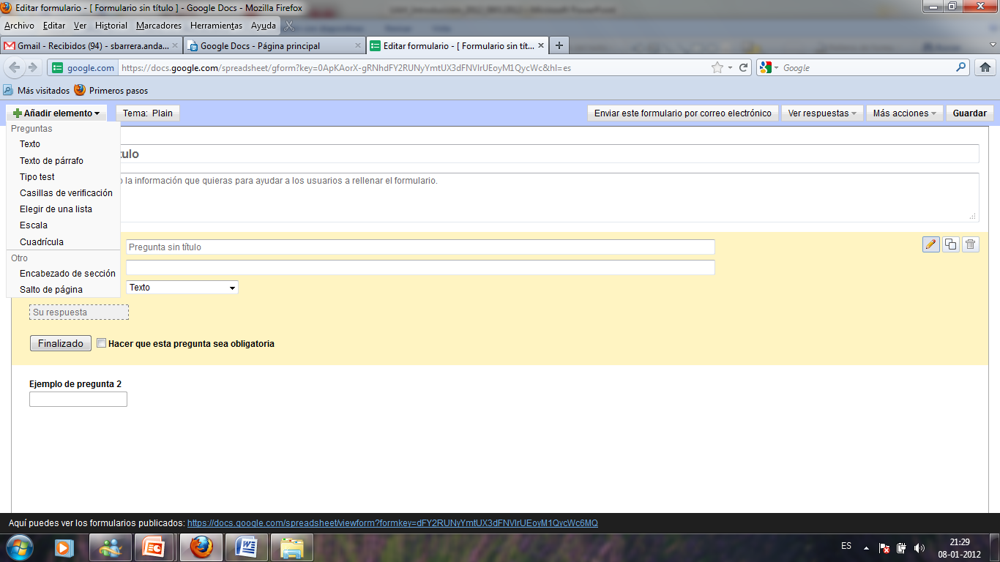 Editar formulario - [ Formulario sin título ] - Google Docs - Mozilla Firefox
Archivo Editar Ver Historial Marcadores Herramientas Ayuda
Gmail - Recibidos (94) - sbarrera.anda... Google Docs - Página principal Editar formulario - [ Formulario sin tít...
google.com https://docs.google.com/spreadsheet/gform?key=0ApKAorX-gRNhdFY2RUNyYmtUX3dFNVlrUEoyM1QycWc&hl=es Google
Más visitados Primeros pasos
Añadir elemento Tema: Plain Enviar este formulario por correo electrónico Ver respuestas Más acciones Guardar
Preguntas
Texto
Texto de párrafo
Tipo test
Casillas de verificación
Elegir de una lista
Escala
Cuadrícula
Otro
Encabezado de sección
Salto de página
tulo
o la información que quieras para ayudar a los usuarios a rellenar el formulario.
Pregunta sin título
Texto
Su respuesta
Finalizado Hacer que esta pregunta sea obligatoria
Ejemplo de pregunta 2
Aquí puedes ver los formularios publicados: https://docs.google.com/spreadsheet/viewform?formkey=dFY2RUNyYmtUX3dFNVlrUEoyM1QycWc6MQ
ES 21:29
08-01-2012